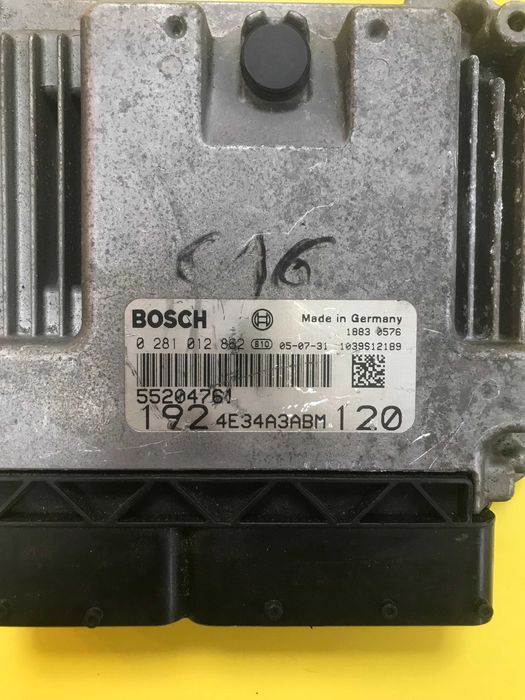 C16
BOSCH Made in Germany
1883 0576
0 281 012 862 810 05-07-31 1039S12189
55204761
192 4E34A3ABM 120